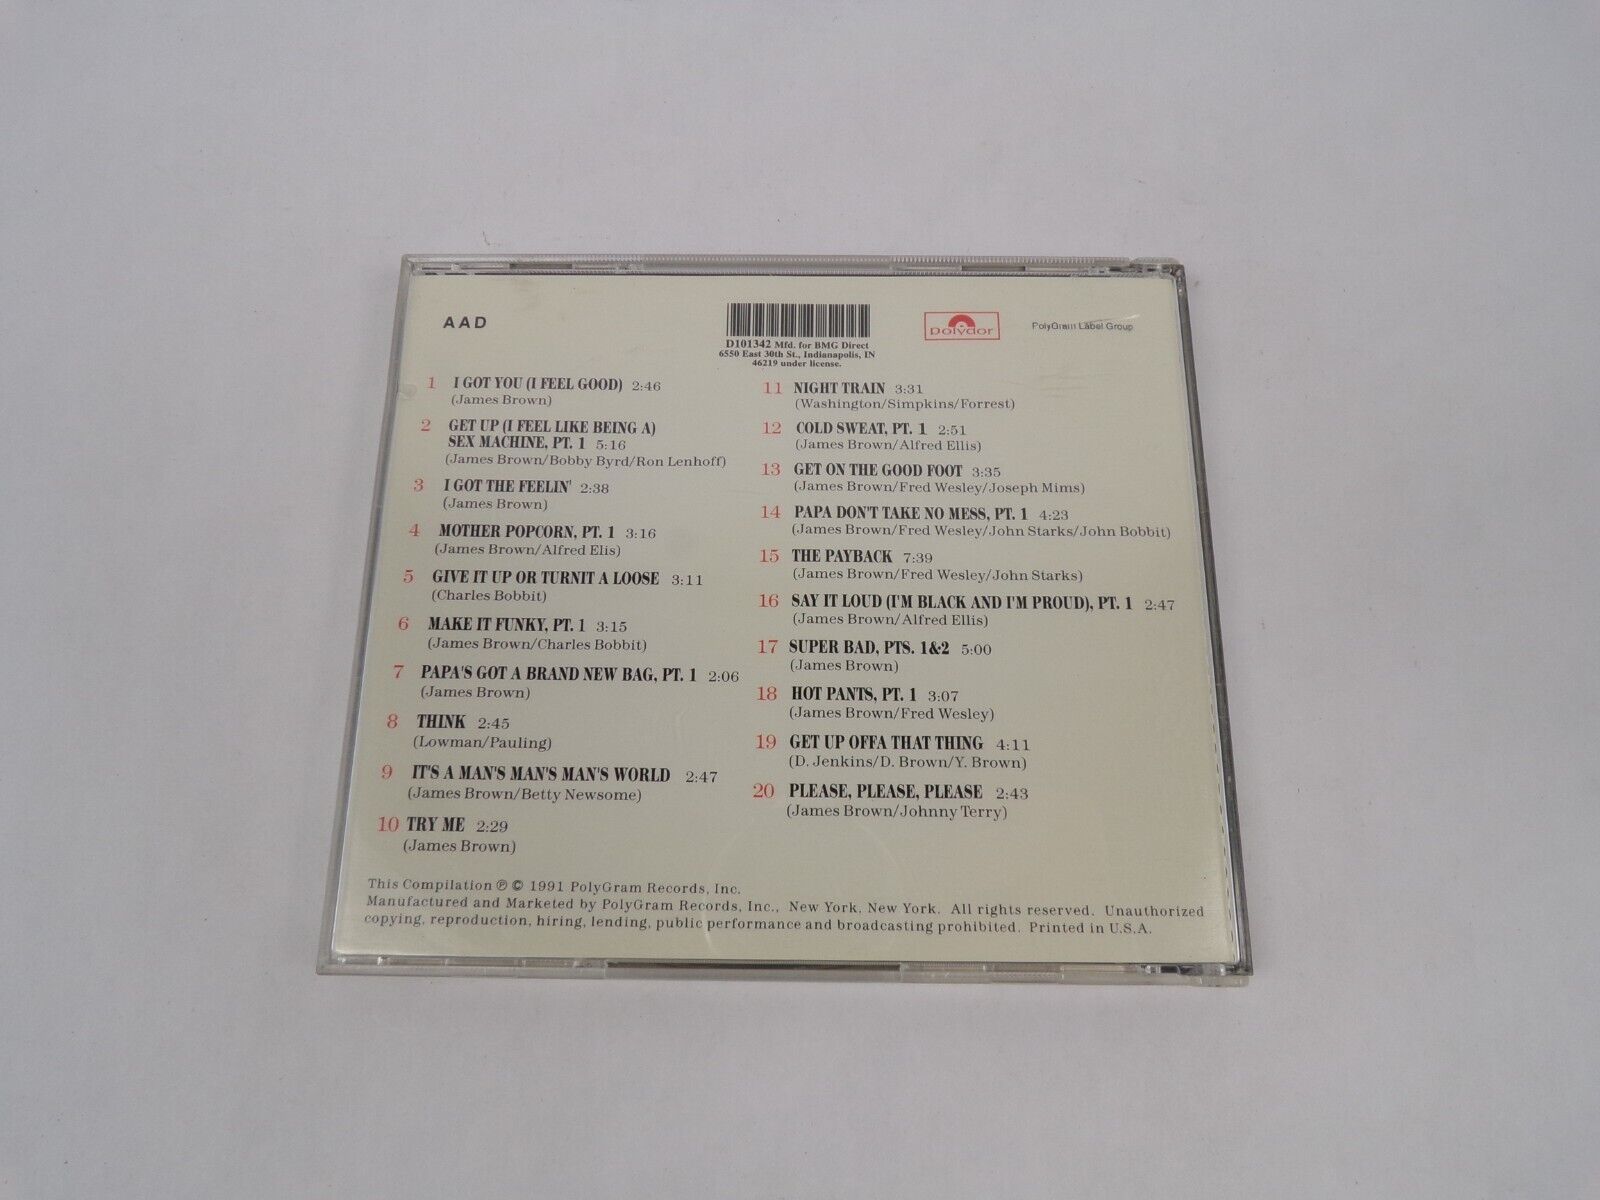 AAD
D101342 Mfd. for BMG Direct
6550 East 30th St., Indianapolis, IN
46219 under license.
Polydor
PolyGram Label Group
1 I GOT YOU (I FEEL GOOD) 2:46
(James Brown)
2 GET UP (I FEEL LIKE BEING A)
SEX MACHINE, PT. 1 5:16
(James Brown/Bobby Byrd/Ron Lenhoff)
3 I GOT THE FEELIN' 2:38
(James Brown)
4 MOTHER POPCORN, PT. 1 3:16
(James Brown/Alfred Elis)
5 GIVE IT UP OR TURNIT A LOOSE 3:11
(Charles Bobbit)
6 MAKE IT FUNKY, PT. 1 3:15
(James Brown/Charles Bobbit)
7 PAPA'S GOT A BRAND NEW BAG, PT. 1 2:06
(James Brown)
8 THINK 2:45
(Lowman/Pauling)
9 IT'S A MAN'S MAN'S MAN'S WORLD 2:47
(James Brown/Betty Newsome)
10 TRY ME 2:29
(James Brown)
11 NIGHT TRAIN 3:31
(Washington/Simpkins/Forrest)
12 COLD SWEAT, PT. 1 2:51
(James Brown/Alfred Ellis)
13 GET ON THE GOOD FOOT 3:35
(James Brown/Fred Wesley/Joseph Mims)
14 PAPA DON'T TAKE NO MESS, PT. 1 4:23
(James Brown/Fred Wesley/John Starks/John Bobbit)
15 THE PAYBACK 7:39
(James Brown/Fred Wesley/John Starks)
16 SAY IT LOUD (I'M BLACK AND I'M PROUD), PT. 1 2:47
(James Brown/Alfred Ellis)
17 SUPER BAD, PTS. 1&2 5:00
(James Brown)
18 HOT PANTS, PT. 1 3:07
(James Brown/Fred Wesley)
19 GET UP OFFA THAT THING 4:11
(D. Jenkins/D. Brown/Y. Brown)
20 PLEASE, PLEASE, PLEASE 2:43
(James Brown/Johnny Terry)
This Compilation ℗ © 1991 PolyGram Records, Inc.
Manufactured and Marketed by PolyGram Records, Inc., New York, New York. All rights reserved. Unauthorized
copying, reproduction, hiring, lending, public performance and broadcasting prohibited. Printed in U.S.A.